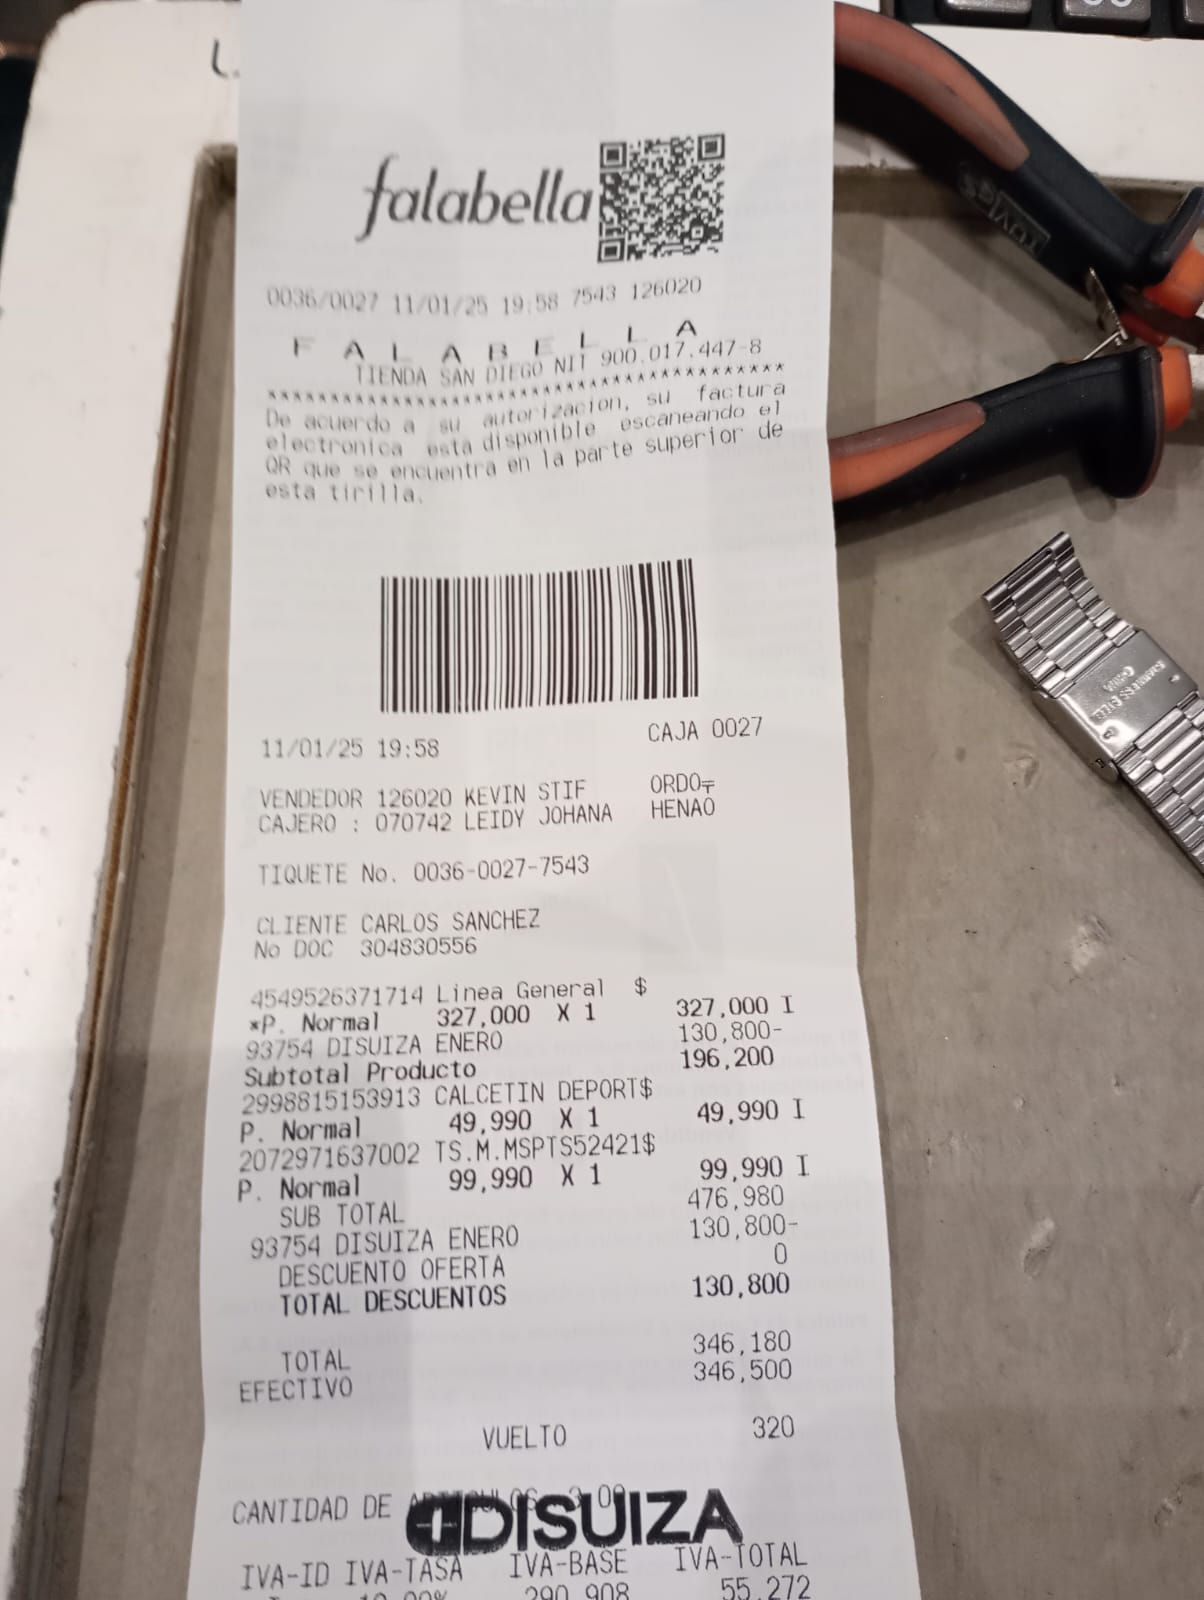 falabella
0036/0027 11/01/25 19:58 7543 126020
F A L A B E L L A
TIENDA SAN DIEGO NIT 900.017.447-8
****************************************
De acuerdo a su autorizacion, su factura
electronica esta disponible escaneando el
QR que se encuentra en la parte superior de
esta tirilla.
11/01/25 19:58 CAJA 0027
VENDEDOR 126020 KEVIN STIF ORDO
CAJERO : 070742 LEIDY JOHANA HENAO
TIQUETE No. 0036-0027-7543
CLIENTE CARLOS SANCHEZ
No DOC 304830556
4549526371714 Linea General $
*P. Normal 327,000 X 1 327,000 I
93754 DISUIZA ENERO 130,800-
Subtotal Producto 196,200
2998815153913 CALCETIN DEPORT$
P. Normal 49,990 X 1 49,990 I
2072971637002 TS.M.MSPTS52421$
P. Normal 99,990 X 1 99,990 I
SUB TOTAL 476,980
93754 DISUIZA ENERO 130,800-
DESCUENTO OFERTA 0
TOTAL DESCUENTOS 130,800
TOTAL 346,180
EFECTIVO 346,500
VUELTO 320
CANTIDAD DE
DISUIZA
IVA-ID IVA-TASA IVA-BASE IVA-TOTAL
290,908 55,272
STAINLESS STEEL
CHINA